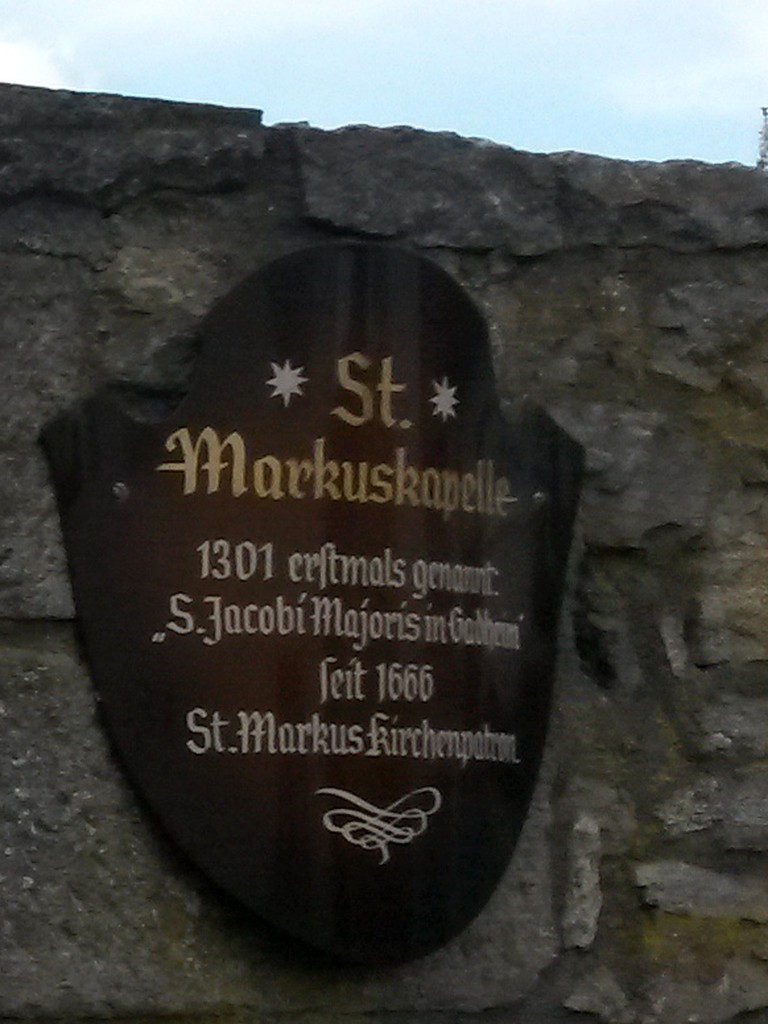 St.
Markuskapelle
1301 erſtmals genannt:
„S. Jacobi Majoris in Gadheim"
ſeit 1666
St. Markus Kirchenpatron.